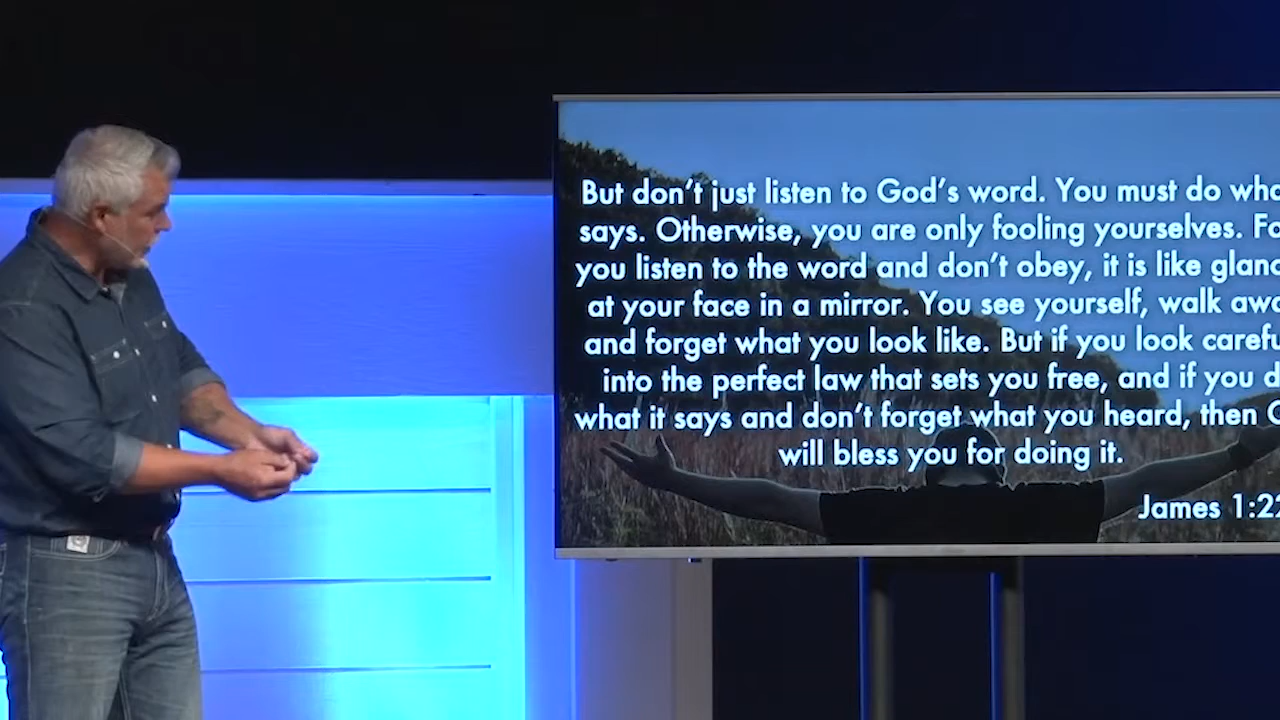 But don't just listen to God's word. You must do wha
says. Otherwise, you are only fooling yourselves. Fo
you listen to the word and don't obey, it is like glanc
at your face in a mirror. You see yourself, walk awa
and forget what you look like. But if you look carefu
into the perfect law that sets you free, and if you d
what it says and don't forget what you heard, then G
will bless you for doing it.
James 1:22